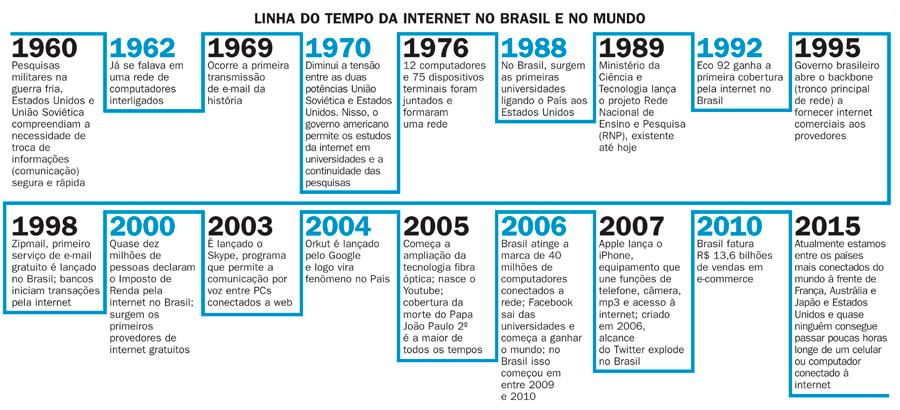 LINHA DO TEMPO DA INTERNET NO BRASIL E NO MUNDO
1960
Pesquisas
militares na
guerra fria,
Estados Unidos e
União Soviética
compreendiam a
necessidade de
troca de
informações
(comunicação)
segura e rápida
1962
Já se falava em
uma rede de
computadores
interligados
1969
Ocorre a primeira
transmissão
de e-mail da
história
1970
Diminui a tensão
entre as duas
potências União
Soviética e Estados
Unidos. Nisso, o
governo americano
permite os estudos
da internet em
universidades e a
continuidade das
pesquisas
1976
12 computadores
e 75 dispositivos
terminais foram
juntados e
formaram
uma rede
1988
No Brasil, surgem
as primeiras
universidades
ligando o País aos
Estados Unidos
1989
Ministério da
Ciência e
Tecnologia lança
o projeto Rede
Nacional de
Ensino e Pesquisa
(RNP), existente
até hoje
1992
Eco 92 ganha a
primeira cobertura
pela internet no
Brasil
1995
Governo brasileiro
abre o backbone
(tronco principal
de rede) a
fornecer internet
comerciais aos
provedores
1998
Zipmail, primeiro
serviço de e-mail
gratuito é lançado
no Brasil; bancos
iniciam transações
pela internet
2000
Quase dez
milhões de
pessoas declaram
o Imposto de
Renda pela
internet no Brasil;
surgem os
primeiros
provedores de
internet gratuitos
2003
È lançado o
Skype, programa
que permite a
comunicação por
voz entre PCs
conectados a web
2004
Orkut é lançado
pelo Google
e logo vira
fenômeno no País
2005
Começa a
ampliação da
tecnologia fibra
óptica; nasce o
Youtube;
cobertura da
morte do Papa
João Paulo 2º
é a maior de
todos os tempos
2006
Brasil atinge a
marca de 40
milhões de
computadores
conectados a
rede; Facebook
sai das
universidades e
começa a ganhar
o mundo; no
Brasil isso
começou em
entre 2009
e 2010
2007
Apple lança o
iPhone,
equipamento que
une funções de
telefone, câmera,
mp3 e acesso à
internet; criado
em 2006,
alcance
do Twitter explode
no Brasil
2010
Brasil fatura
R$ 13,6 bilhões
de vendas em
e-commerce
2015
Atualmente estamos
entre os países
mais conectados do
mundo à frente de
França, Austrália e
Japão e Estados
Unidos e quase
ninguém consegue
passar poucas horas
longe de um celular
ou computador
conectado à
internet